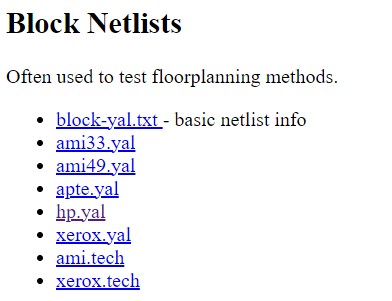 Block Netlists
Often used to test floorplanning methods.
block-yal.txt - basic netlist info
ami33.yal
ami49.yal
apte.yal
hp.yal
xerox.yal
ami.tech
xerox.tech